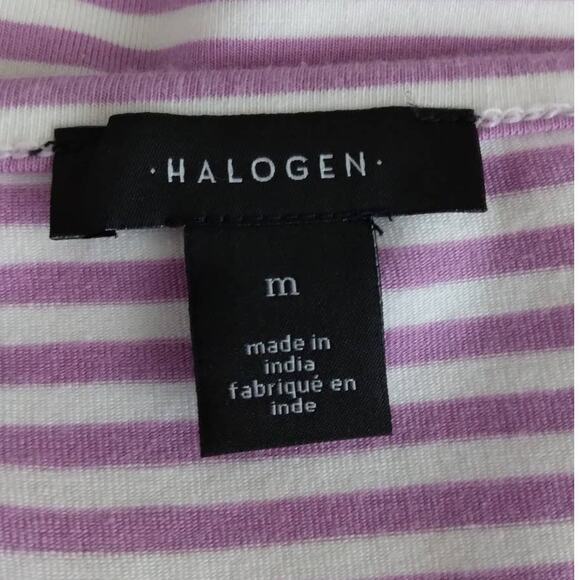 ·HALOGEN·
m
made in
india
fabriqué en
inde